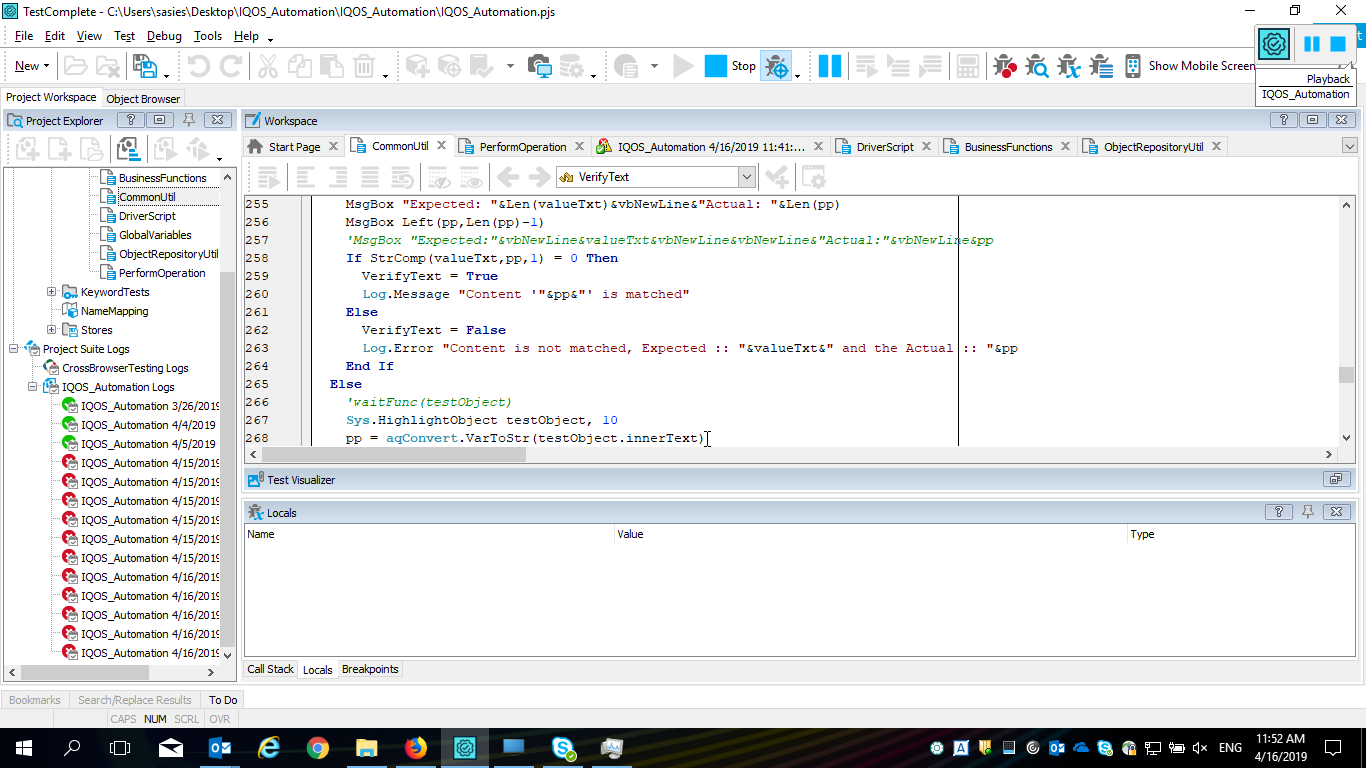 TestComplete - C:\Users\sasies\Desktop\IQOS_Automation\IQOS_Automation\IQOS_Automation.pjs
File Edit View Test Debug Tools Help
New Stop Show Mobile Screen
Playback
IQOS_Automation
Project Workspace Object Browser
Project Explorer
Workspace
Start Page CommonUtil PerformOperation IQOS_Automation 4/16/2019 11:41:... DriverScript BusinessFunctions ObjectRepositoryUtil
VerifyText
BusinessFunctions
CommonUtil
DriverScript
GlobalVariables
ObjectRepositoryUtil
PerformOperation
KeywordTests
NameMapping
Stores
Project Suite Logs
CrossBrowserTesting Logs
IQOS_Automation Logs
IQOS_Automation 3/26/2019
IQOS_Automation 4/4/2019
IQOS_Automation 4/5/2019
IQOS_Automation 4/15/2019
IQOS_Automation 4/15/2019
IQOS_Automation 4/15/2019
IQOS_Automation 4/15/2019
IQOS_Automation 4/15/2019
IQOS_Automation 4/15/2019
IQOS_Automation 4/16/2019
IQOS_Automation 4/16/2019
IQOS_Automation 4/16/2019
IQOS_Automation 4/16/2019
IQOS_Automation 4/16/2019
255 MsgBox "Expected: "&Len(valueTxt)&vbNewLine&"Actual: "&Len(pp)
256 MsgBox Left(pp,Len(pp)-1)
257 'MsgBox "Expected:"&vbNewLine&valueTxt&vbNewLine&vbNewLine&"Actual:"&vbNewLine&pp
258 If StrComp(valueTxt,pp,1) = 0 Then
259 VerifyText = True
260 Log.Message "Content '"&pp&"' is matched"
261 Else
262 VerifyText = False
263 Log.Error "Content is not matched, Expected :: "&valueTxt&" and the Actual :: "&pp
264 End If
265 Else
266 'waitFunc(testObject)
267 Sys.HighlightObject testObject, 10
268 pp = aqConvert.VarToStr(testObject.innerText)
Test Visualizer
Locals
Name Value Type
Call Stack Locals Breakpoints
Bookmarks Search/Replace Results To Do
CAPS NUM SCRL OVR
ENG
11:52 AM
4/16/2019